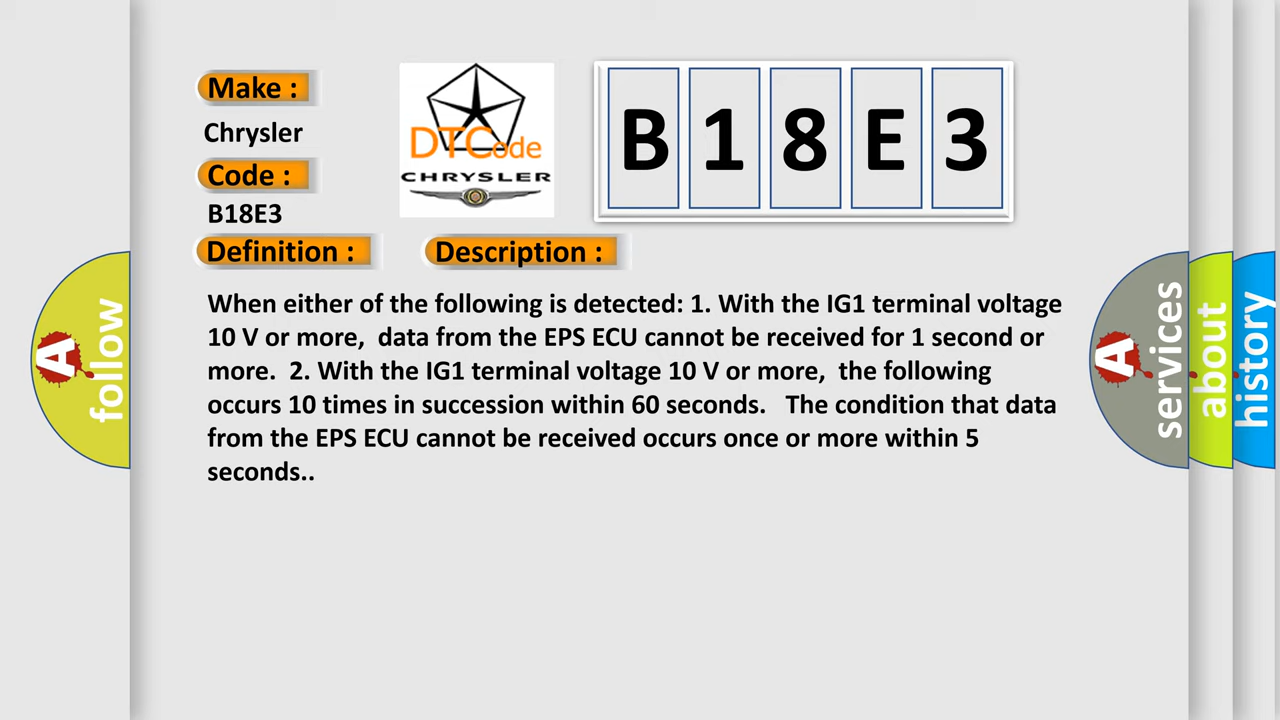 Make :
Chrysler
Code :
B18E3
Definition :
Description :
DTCode
CHRYSLER
B 1 8 E 3
When either of the following is detected: 1. With the IG1 terminal voltage
10 V or more,  data from the EPS ECU cannot be received for 1 second or
more.  2. With the IG1 terminal voltage 10 V or more,  the following
occurs 10 times in succession within 60 seconds.   The condition that data
from the EPS ECU cannot be received occurs once or more within 5
seconds..
A
follow
A
services
about
history